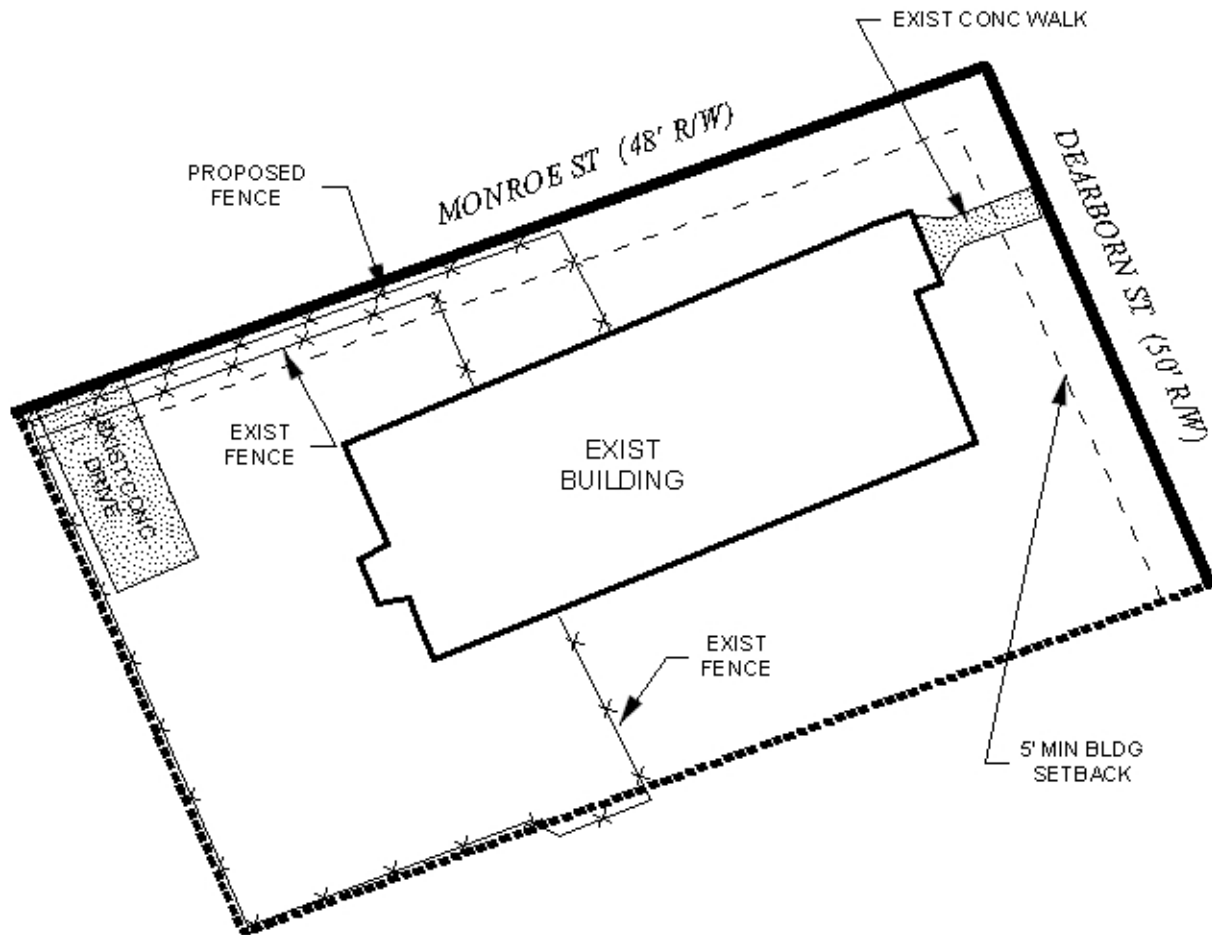 EXIST CONC WALK
MONROE ST (48' R/W)
DEARBORN ST (50' R/W)
PROPOSED
FENCE
EXIST
FENCE
EXIST CONC
DRIVE
EXIST
BUILDING
EXIST
FENCE
5' MIN BLDG
SETBACK